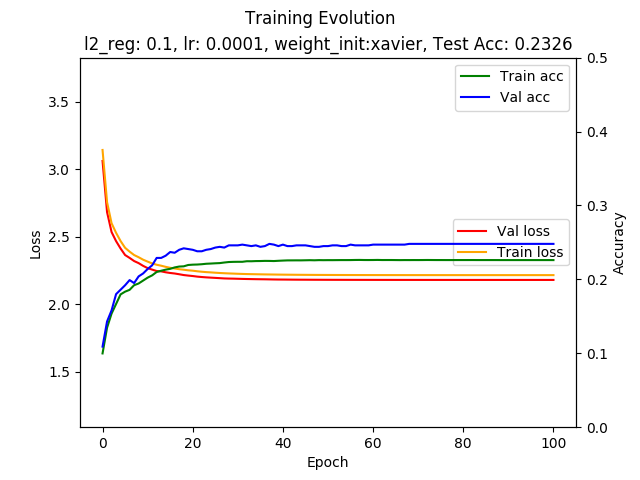 Training Evolution
l2_reg: 0.1, lr: 0.0001, weight_init:xavier, Test Acc: 0.2326
Train acc
Val acc
Val loss
Train loss
3.5
3.0
2.5
2.0
1.5
Loss
0.5
0.4
0.3
0.2
0.1
0.0
Accuracy
0 20 40 60 80 100
Epoch